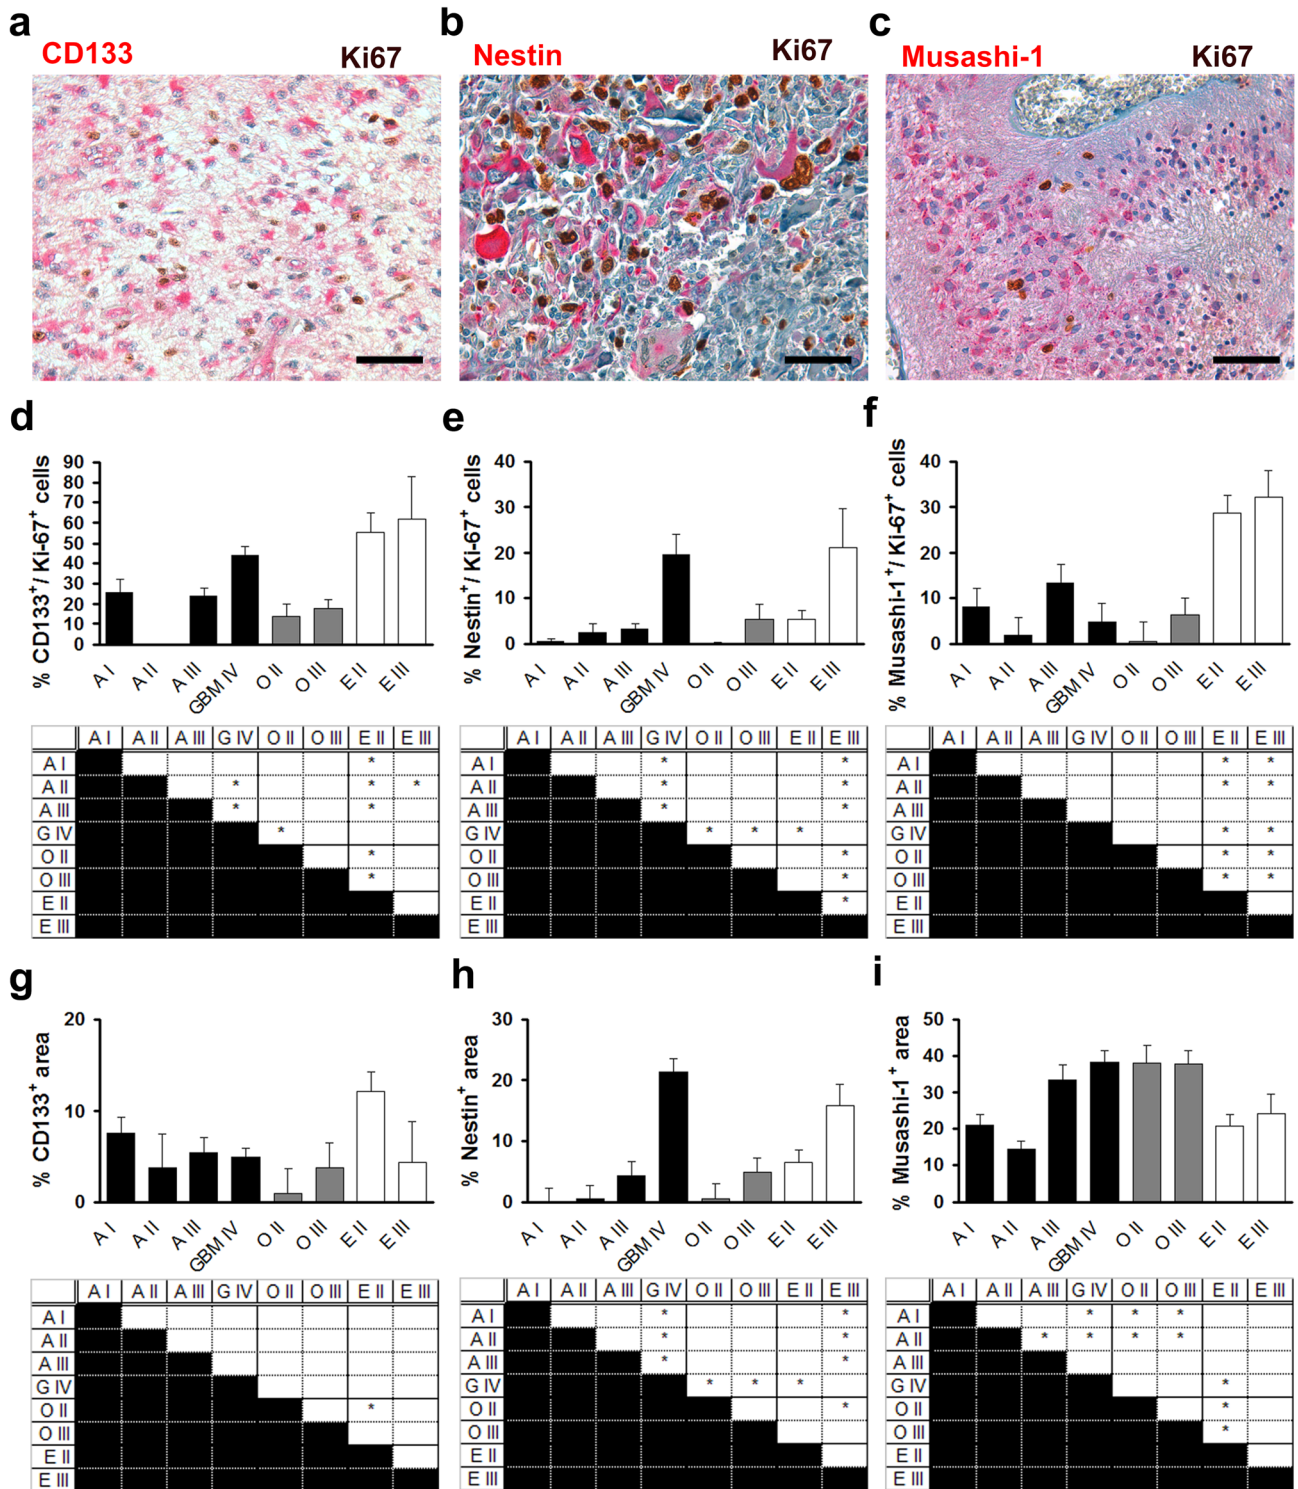 a
b
c
CD133 Ki67
Nestin Ki67
Musashi-1 Ki67
d
% CD133+/ Ki-67+ cells
90
80
70
60
50
40
30
20
10
0
A I A II A III GBM IV O II O III E II E III
A I A II A III G IV O II O III E II E III
A I *
A II * * *
A III * *
G IV *
O II *
O III *
E II
E III
e
% Nestin+/ Ki-67+ cells
40
30
20
10
0
A I A II A III GBM IV O II O III E II E III
A I A II A III G IV O II O III E II E III
A I * *
A II * *
A III * *
G IV * * *
O II *
O III *
E II *
E III
f
% Musashi-1+/ Ki-67+ cells
40
30
20
10
0
A I A II A III GBM IV O II O III E II E III
A I A II A III G IV O II O III E II E III
A I * *
A II * *
A III
G IV * *
O II * *
O III * *
E II
E III
g
% CD133+ area
20
10
0
A I A II A III GBM IV O II O III E II E III
A I A II A III G IV O II O III E II E III
A I
A II
A III
G IV
O II *
O III
E II
E III
h
% Nestin+ area
30
20
10
0
A I A II A III GBM IV O II O III E II E III
A I A II A III G IV O II O III E II E III
A I * *
A II * *
A III * *
G IV * * *
O II *
O III
E II
E III
i
% Musashi-1+ area
50
40
30
20
10
0
A I A II A III GBM IV O II O III E II E III
A I A II A III G IV O II O III E II E III
A I * * *
A II * * * *
A III
G IV *
O II *
O III *
E II
E III